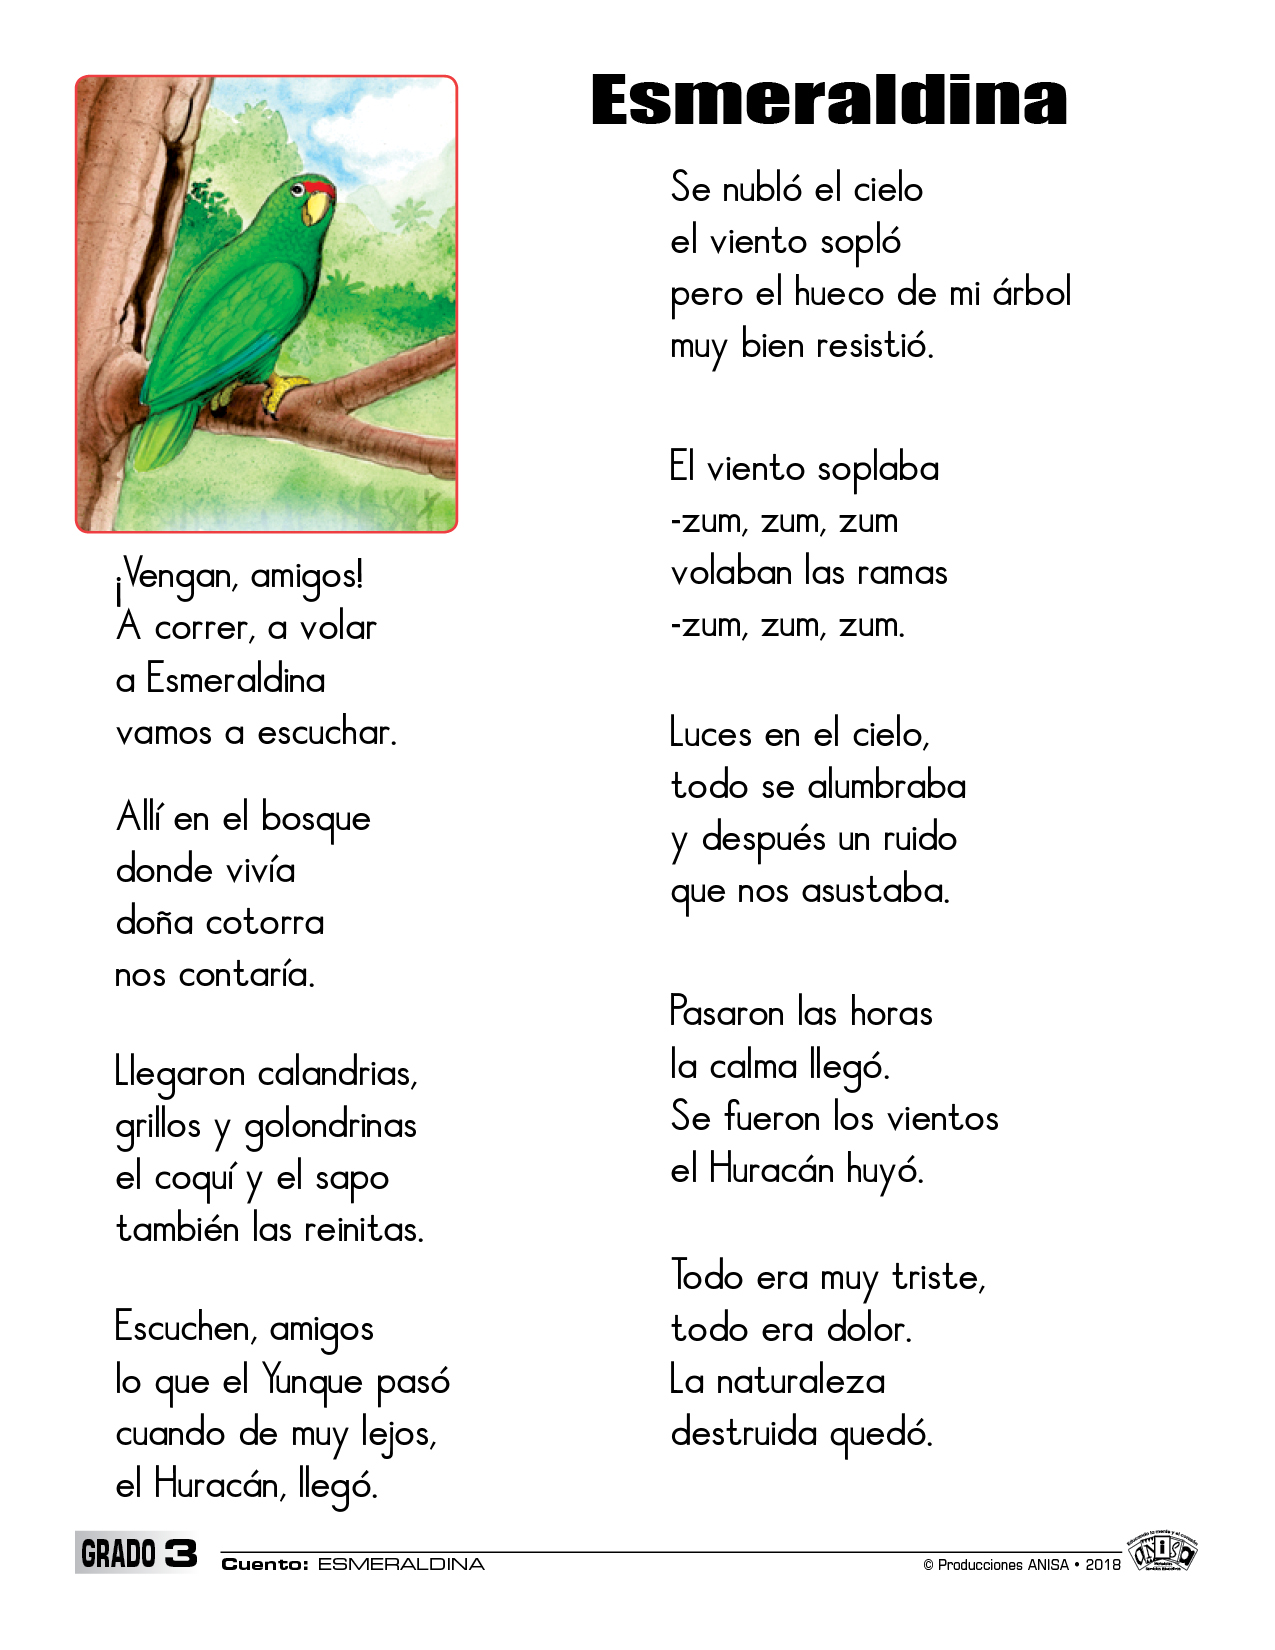 Esmeraldina
¡Vengan, amigos!
A correr, a volar
a Esmeraldina
vamos a escuchar.
Allí en el bosque
donde vivía
doña cotorra
nos contaría.
Llegaron calandrias,
grillos y golondrinas
el coquí y el sapo
también las reinitas.
Escuchen, amigos
lo que el Yunque pasó
cuando de muy lejos,
el Huracán, llegó.
Se nubló el cielo
el viento sopló
pero el hueco de mi árbol
muy bien resistió.
El viento soplaba
-zum, zum, zum
volaban las ramas
-zum, zum, zum.
Luces en el cielo,
todo se alumbraba
y después un ruido
que nos asustaba.
Pasaron las horas
la calma llegó.
Se fueron los vientos
el Huracán huyó.
Todo era muy triste,
todo era dolor.
La naturaleza
destruida quedó.
GRADO 3
Cuento: ESMERALDINA
© Producciones ANISA • 2018
Educando la mente y el corazón
ANISA